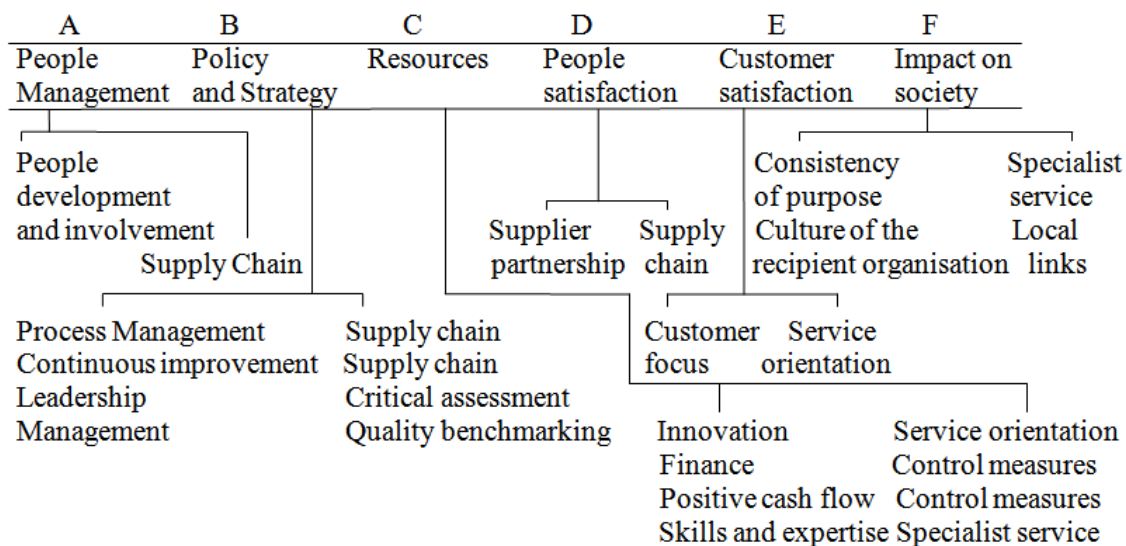 A B C D E F
People Policy Resources People Customer Impact on
Management and Strategy satisfaction satisfaction society
People
development
and involvement
Supply Chain
Supplier Supply
partnership chain
Consistency Specialist
of purpose service
Culture of the Local
recipient organisation links
Process Management Supply chain
Continuous improvement Supply chain
Leadership Critical assessment
Management Quality benchmarking
Customer Service
focus orientation
Innovation Service orientation
Finance Control measures
Positive cash flow Control measures
Skills and expertise Specialist service